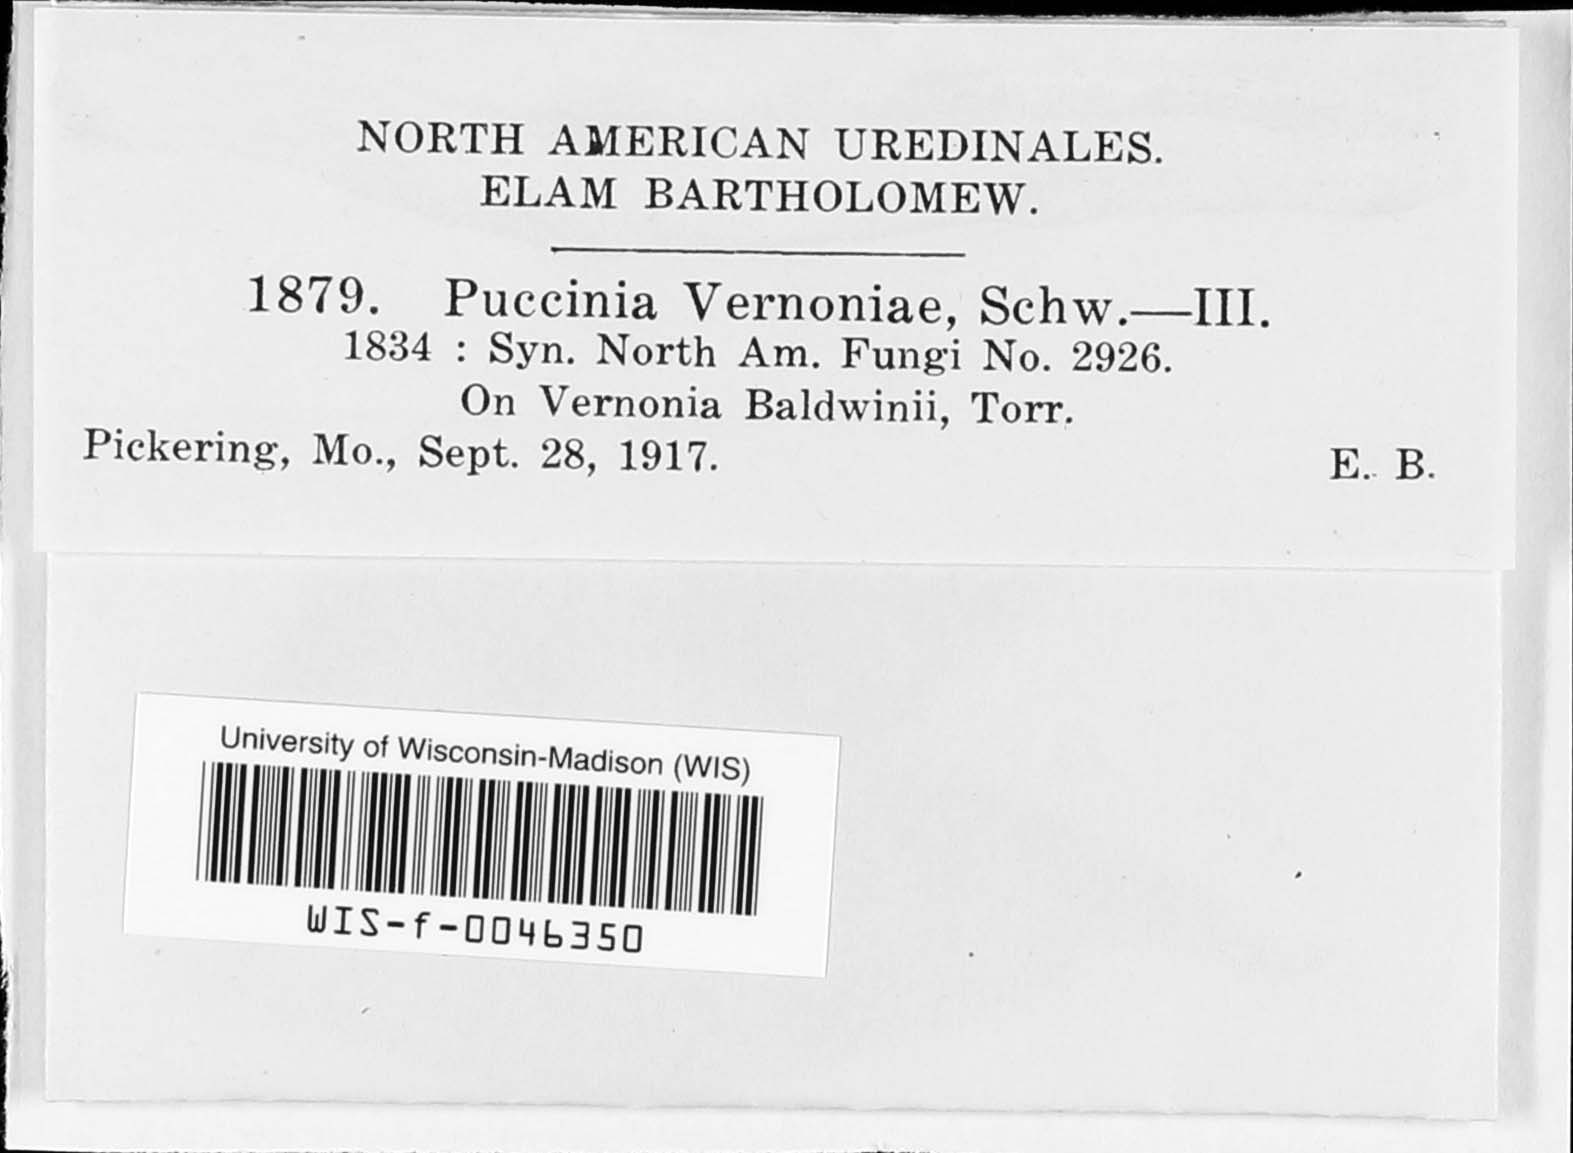 NORTH AMERICAN UREDINALES.
ELAM BARTHOLOMEW.
1879. Puccinia Vernoniae, Schw.—III.
1834 : Syn. North Am. Fungi No. 2926.
On Vernonia Baldwinii, Torr.
Pickering, Mo., Sept. 28, 1917. E. B.
University of Wisconsin-Madison (WIS)
WIS-f-0046350